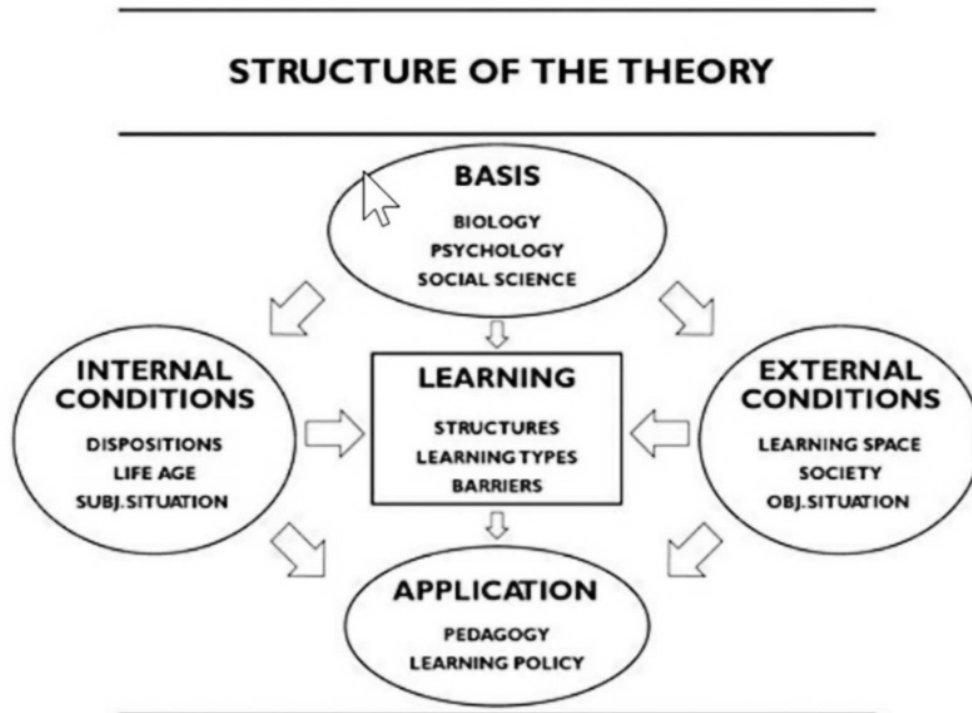 STRUCTURE OF THE THEORY
BASIS
BIOLOGY
PSYCHOLOGY
SOCIAL SCIENCE
INTERNAL
CONDITIONS
DISPOSITIONS
LIFE AGE
SUBJ.SITUATION
LEARNING
STRUCTURES
LEARNING TYPES
BARRIERS
EXTERNAL
CONDITIONS
LEARNING SPACE
SOCIETY
OBJ.SITUATION
APPLICATION
PEDAGOGY
LEARNING POLICY